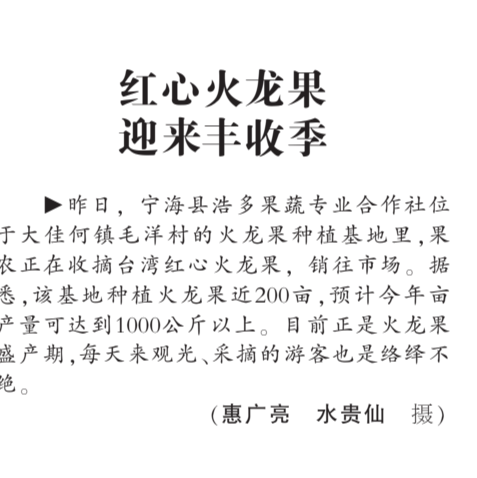 红心火龙果
迎来丰收季
▶昨日，宁海县浩多果蔬专业合作社位
于大佳何镇毛洋村的火龙果种植基地里，果
农正在收摘台湾红心火龙果，销往市场。据
悉，该基地种植火龙果近200亩，预计今年亩
产量可达到1000公斤以上。目前正是火龙果
盛产期，每天来观光、采摘的游客也是络绎不
绝。
（惠广亮　水贵仙　摄）